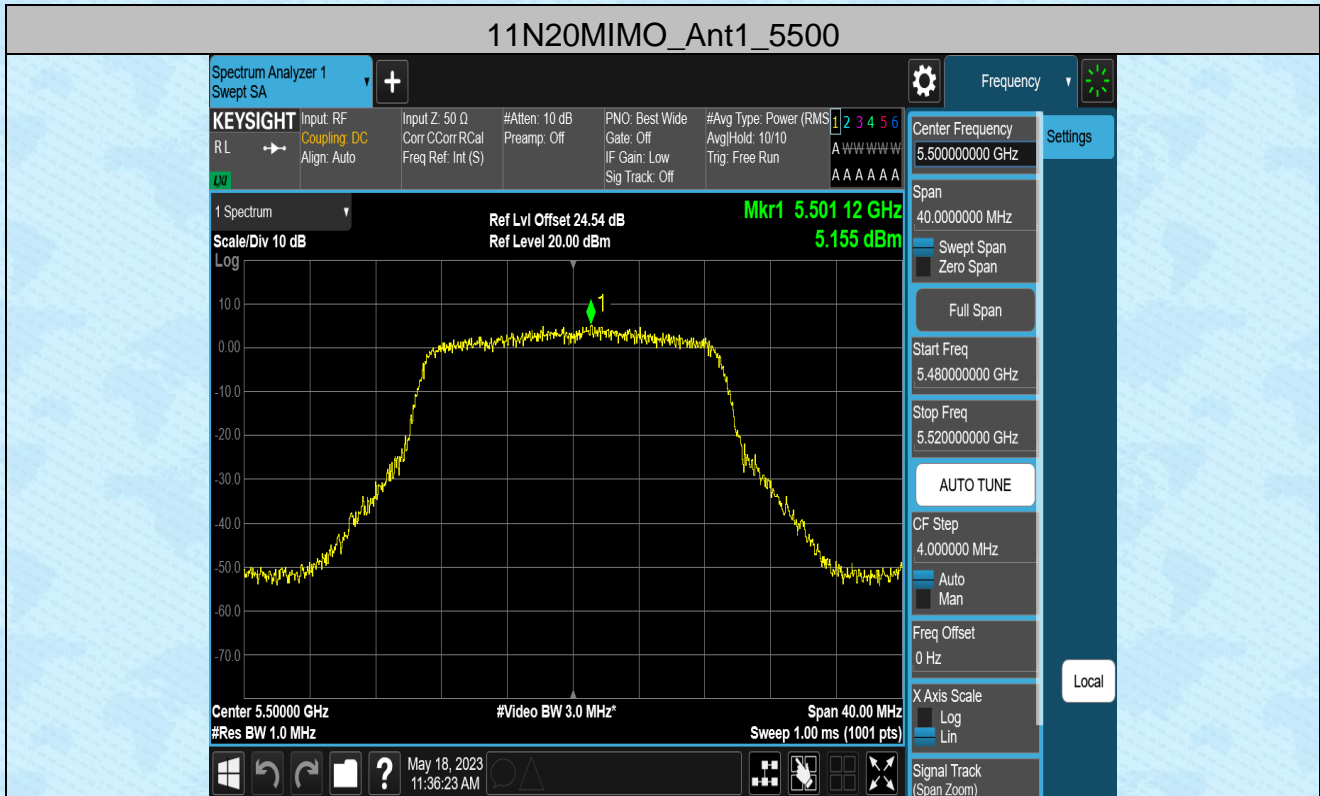 11N20MIMO_Ant1_5500
Spectrum Analyzer 1
Swept SA
Frequency
KEYSIGHT
RL
LXI
Input: RF
Coupling: DC
Align: Auto
Input Z: 50 Ω
Corr CCorr RCal
Freq Ref: Int (S)
#Atten: 10 dB
Preamp: Off
PNO: Best Wide
Gate: Off
IF Gain: Low
Sig Track: Off
#Avg Type: Power (RMS
Avg|Hold: 10/10
Trig: Free Run
1 2 3 4 5 6
A W W W W W
A A A A A A
1 Spectrum
Scale/Div 10 dB
Log
Ref Lvl Offset 24.54 dB
Ref Level 20.00 dBm
Mkr1 5.501 12 GHz
5.155 dBm
1
10.0
0.00
-10.0
-20.0
-30.0
-40.0
-50.0
-60.0
-70.0
Center 5.50000 GHz
#Res BW 1.0 MHz
#Video BW 3.0 MHz*
Span 40.00 MHz
Sweep 1.00 ms (1001 pts)
?
May 18, 2023
11:36:23 AM
Center Frequency
5.500000000 GHz
Span
40.0000000 MHz
Swept Span
Zero Span
Full Span
Start Freq
5.480000000 GHz
Stop Freq
5.520000000 GHz
AUTO TUNE
CF Step
4.000000 MHz
Auto
Man
Freq Offset
0 Hz
X Axis Scale
Log
Lin
Signal Track
(Span Zoom)
Settings
Local